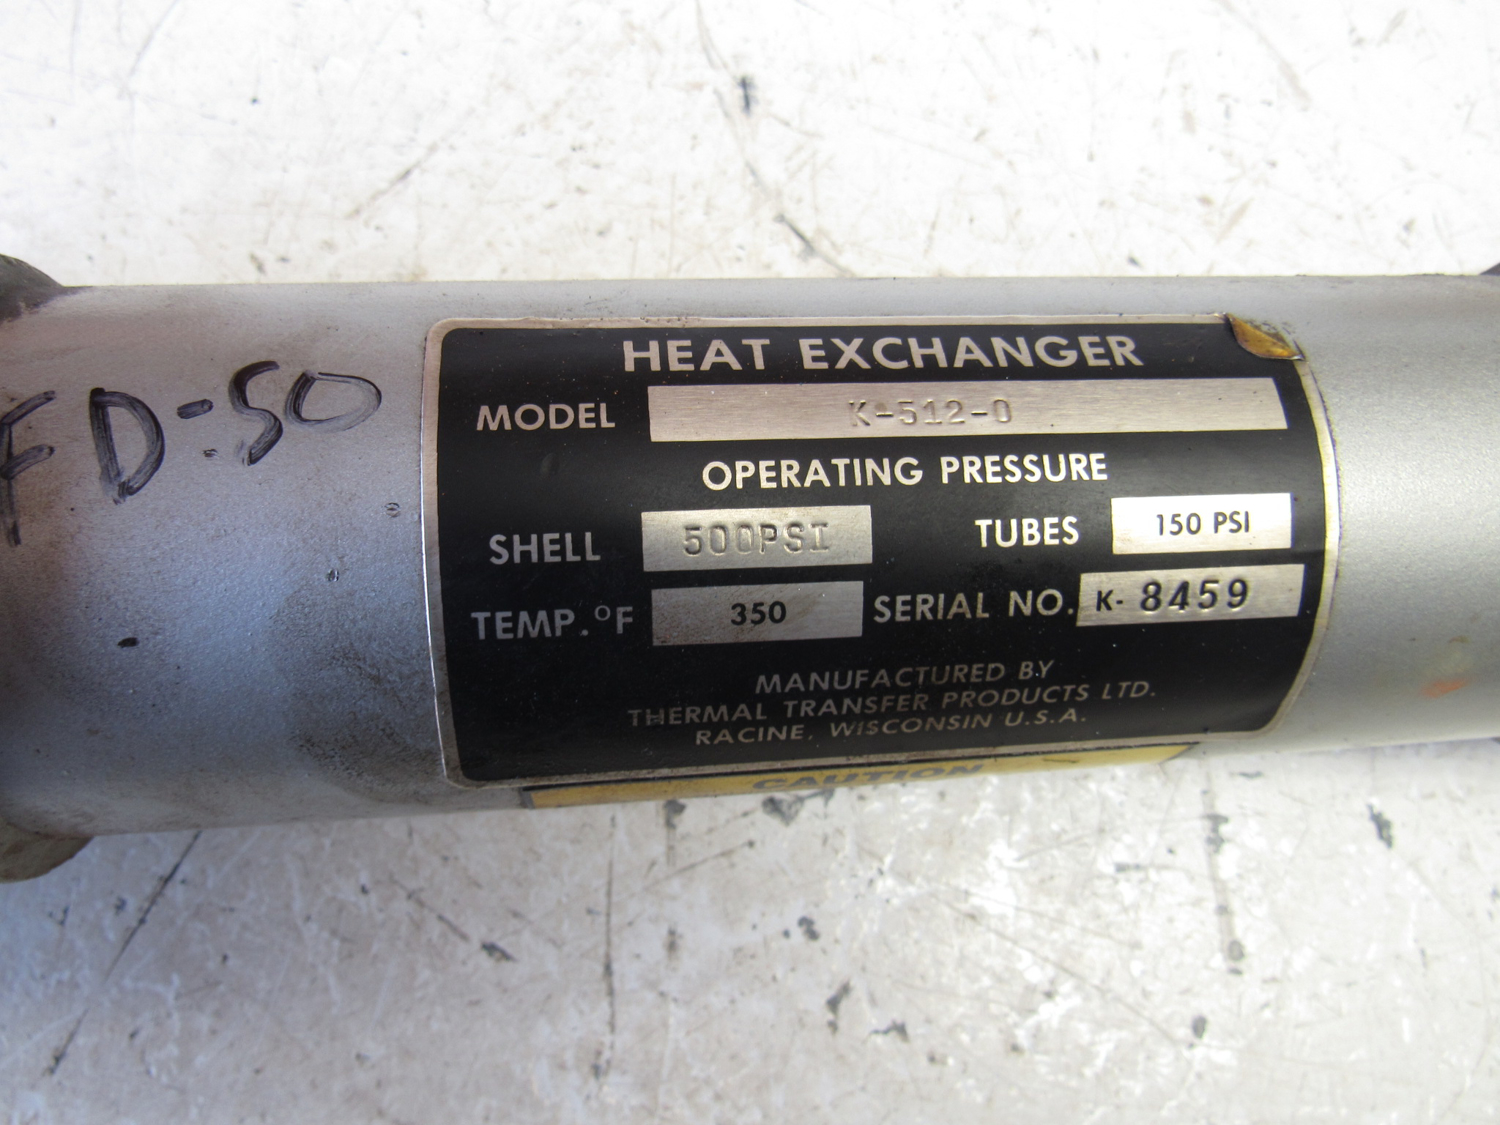 FD-50
HEAT EXCHANGER
MODEL K-512-O
OPERATING PRESSURE
SHELL 500PSI TUBES 150 PSI
TEMP. °F 350 SERIAL NO. K- 8459
MANUFACTURED BY
THERMAL TRANSFER PRODUCTS LTD.
RACINE, WISCONSIN U.S.A.
CAUTION